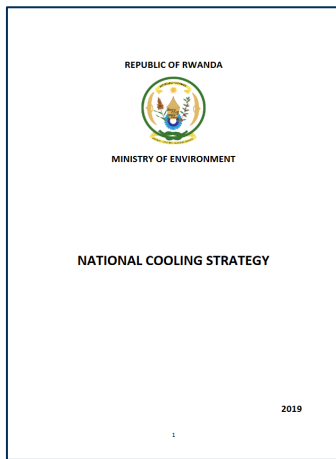 REPUBLIC OF RWANDA
MINISTRY OF ENVIRONMENT
NATIONAL COOLING STRATEGY
2019
1